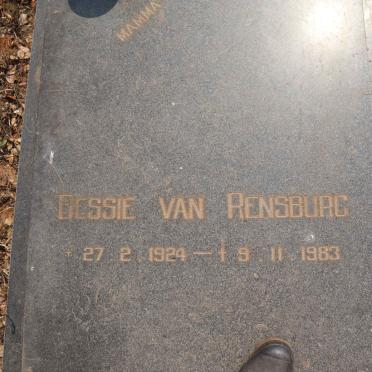 MAMMA
BESSIE VAN RENSBURG
* 27 2 1924 — † 9 11 1983